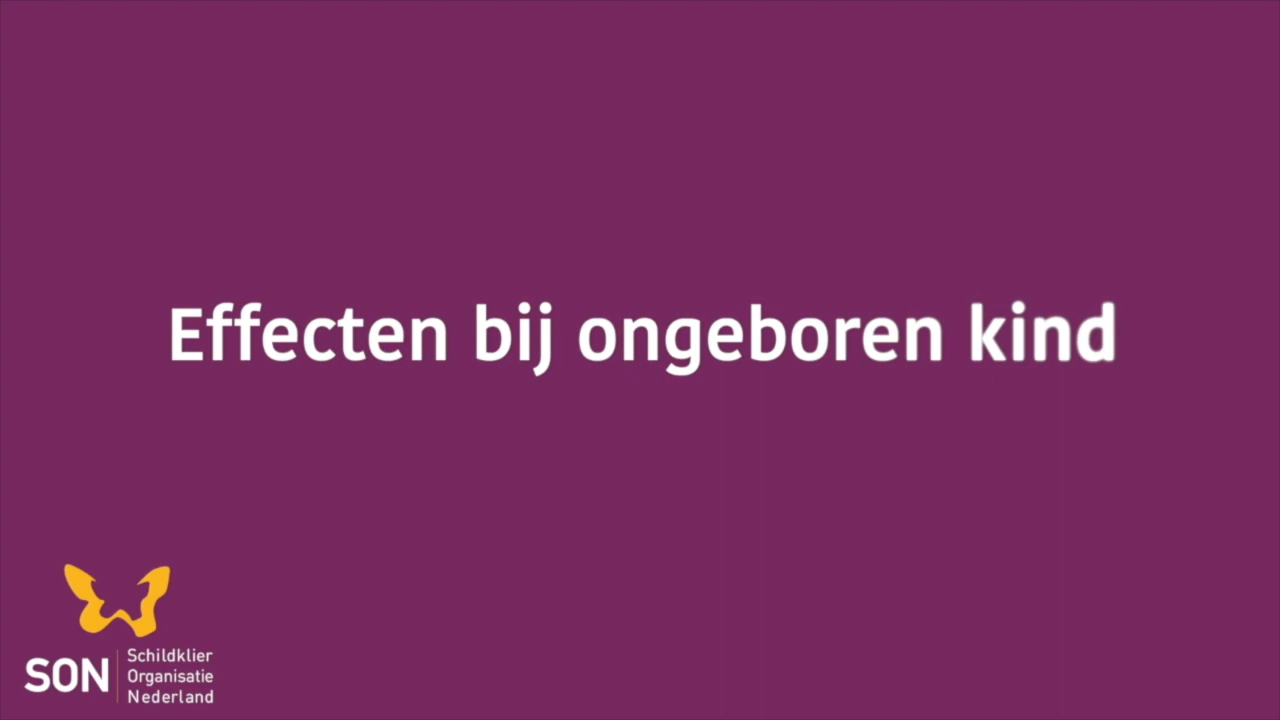 Effecten bij ongeboren kind
SON
Schildklier
Organisatie
Nederland